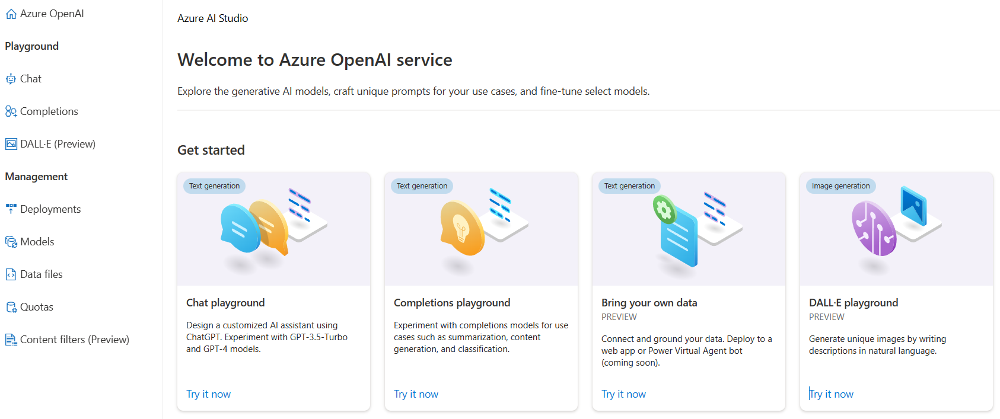 Azure OpenAI
Playground
Chat
Completions
DALL·E (Preview)
Management
Deployments
Models
Data files
Quotas
Content filters (Preview)
Azure AI Studio
Welcome to Azure OpenAI service
Explore the generative AI models, craft unique prompts for your use cases, and fine-tune select models.
Get started
Text generation
Chat playground
Design a customized AI assistant using
ChatGPT. Experiment with GPT-3.5-Turbo
and GPT-4 models.
Try it now
Text generation
Completions playground
Experiment with completions models for use
cases such as summarization, content
generation, and classification.
Try it now
Text generation
Bring your own data
PREVIEW
Connect and ground your data. Deploy to a
web app or Power Virtual Agent bot
(coming soon).
Try it now
Image generation
DALL·E playground
PREVIEW
Generate unique images by writing
descriptions in natural language.
Try it now